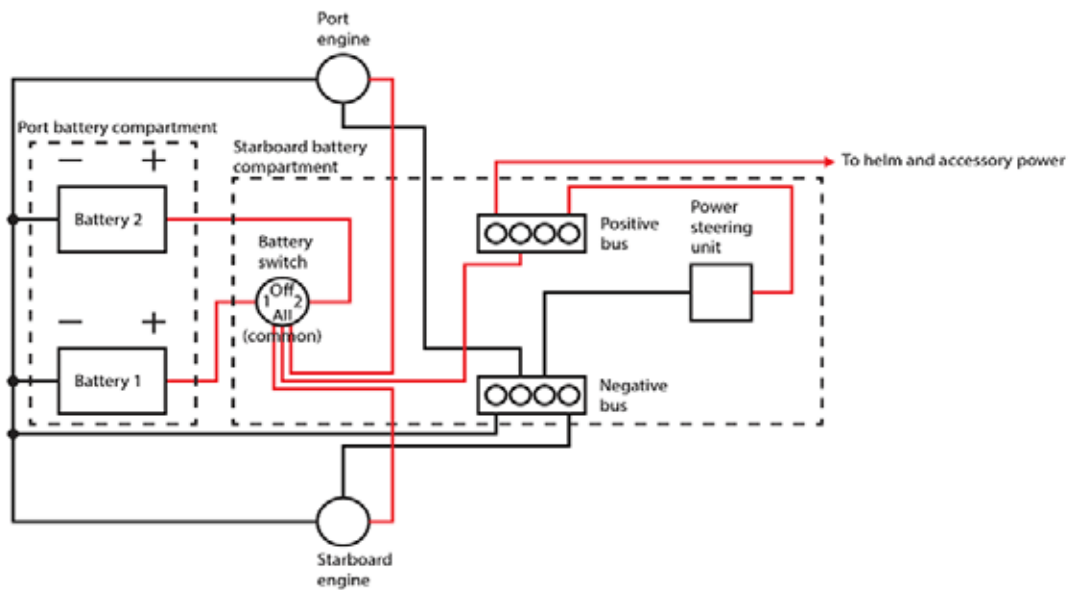 Port
engine
Port battery compartment
Starboard battery
compartment
To helm and accessory power
— +
Battery 2
Battery
switch
Off
1 2
All
(common)
Positive
bus
Power
steering
unit
— +
Battery 1
Negative
bus
Starboard
engine